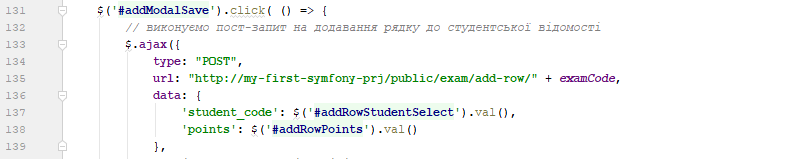 131 $('#addModalSave').click( () => {
132 // виконуємо пост-запит на додавання рядку до студентської відомості
133 $.ajax({
134 type: "POST",
135 url: "http://my-first-symfony-prj/public/exam/add-row/" + examCode,
136 data: {
137 'student_code': $('#addRowStudentSelect').val(),
138 'points': $('#addRowPoints').val()
139 },